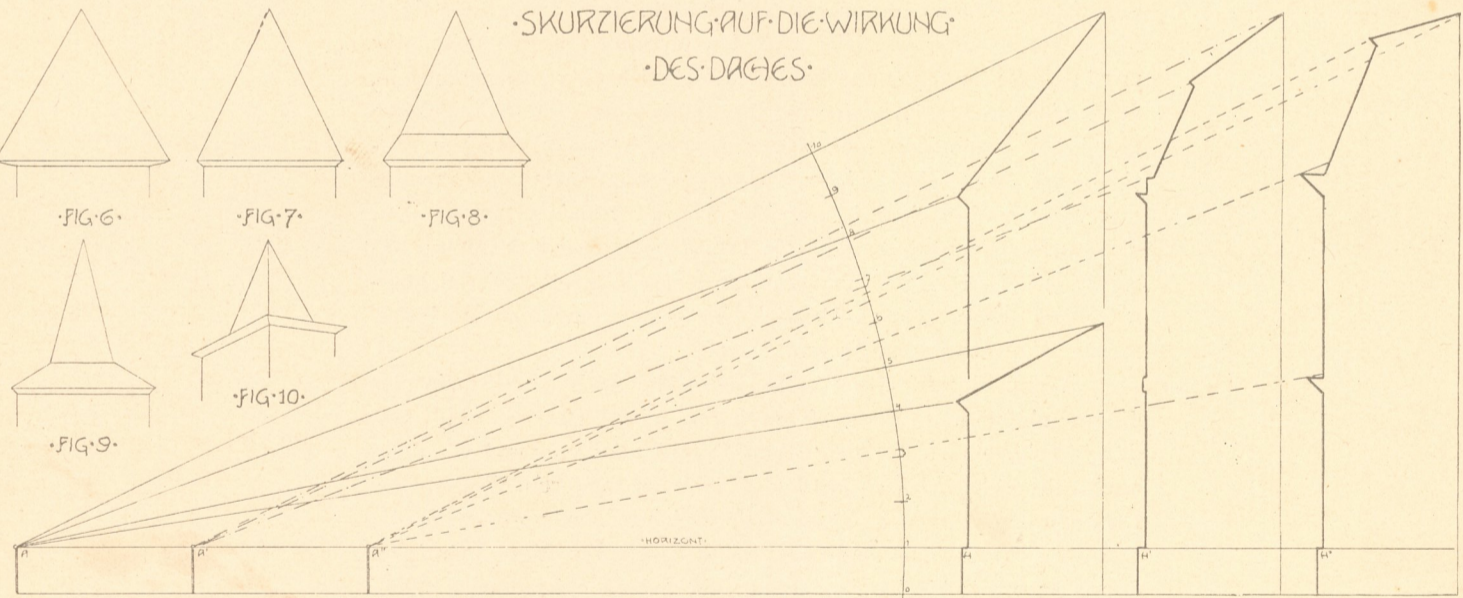 ·SKURZIERUNG·AUF·DIE·WIRKUNG·
·DES·DACHES·
·FIG·6·
·FIG·7·
·FIG·8·
·FIG·9·
·FIG·10·
10
9
8
7
6
5
4
3
2
1
0
·HORIZONT·
A
A'
A"
H
H'
H"